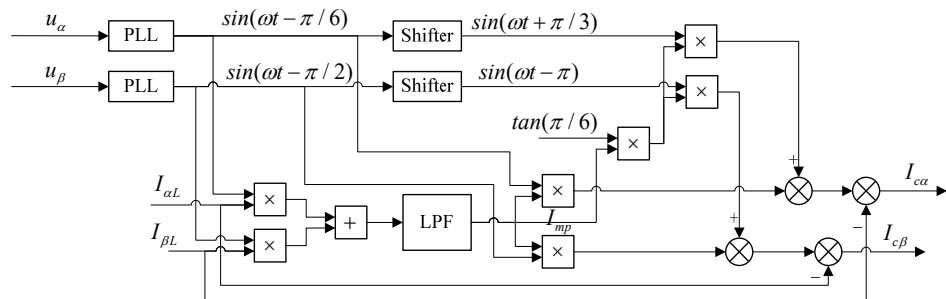 u_α
PLL
sin(ωt − π/6)
Shifter
sin(ωt + π/3)
×
u_β
PLL
sin(ωt − π/2)
Shifter
sin(ωt − π)
×
tan(π/6)
×
+
I_αL
×
×
I_cα
LPF
I_mp
−
+
+
I_βL
×
×
I_cβ
−